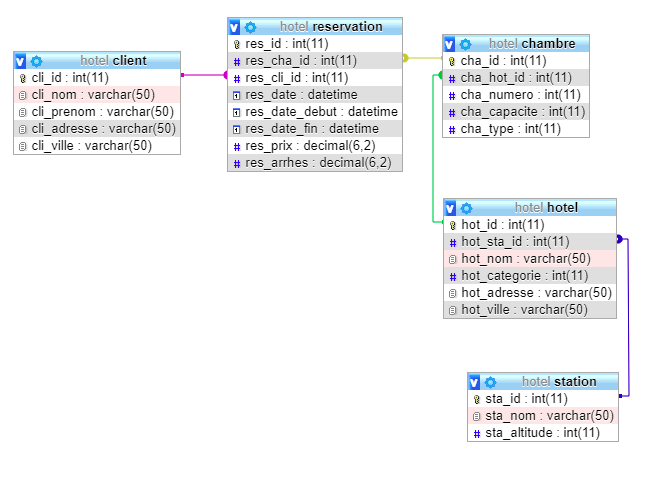 hotel client
cli_id : int(11)
cli_nom : varchar(50)
cli_prenom : varchar(50)
cli_adresse : varchar(50)
cli_ville : varchar(50)
hotel reservation
res_id : int(11)
res_cha_id : int(11)
res_cli_id : int(11)
res_date : datetime
res_date_debut : datetime
res_date_fin : datetime
res_prix : decimal(6,2)
res_arrhes : decimal(6,2)
hotel chambre
cha_id : int(11)
cha_hot_id : int(11)
cha_numero : int(11)
cha_capacite : int(11)
cha_type : int(11)
hotel hotel
hot_id : int(11)
hot_sta_id : int(11)
hot_nom : varchar(50)
hot_categorie : int(11)
hot_adresse : varchar(50)
hot_ville : varchar(50)
hotel station
sta_id : int(11)
sta_nom : varchar(50)
sta_altitude : int(11)